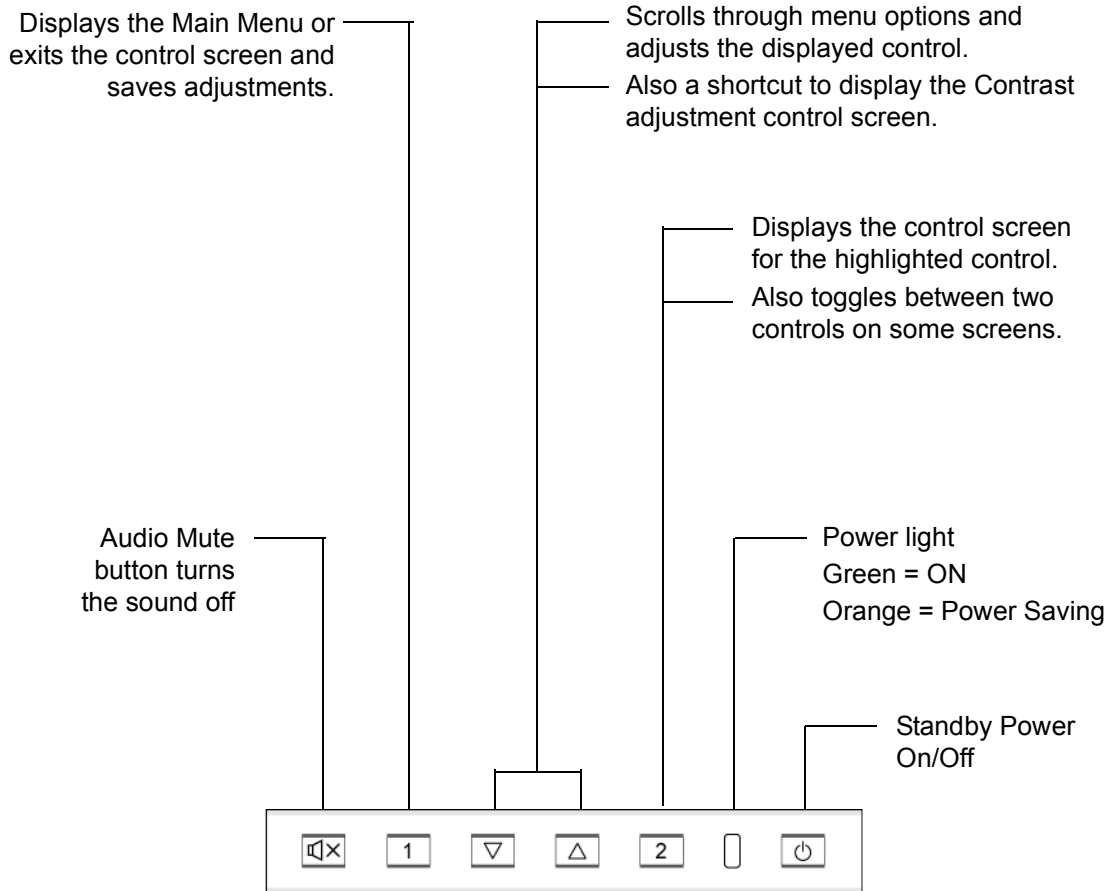 Displays the Main Menu or
exits the control screen and
saves adjustments.
Scrolls through menu options and
adjusts the displayed control.
Also a shortcut to display the Contrast
adjustment control screen.
Displays the control screen
for the highlighted control.
Also toggles between two
controls on some screens.
Audio Mute
button turns
the sound off
Power light
Green = ON
Orange = Power Saving
Standby Power
On/Off
1 2